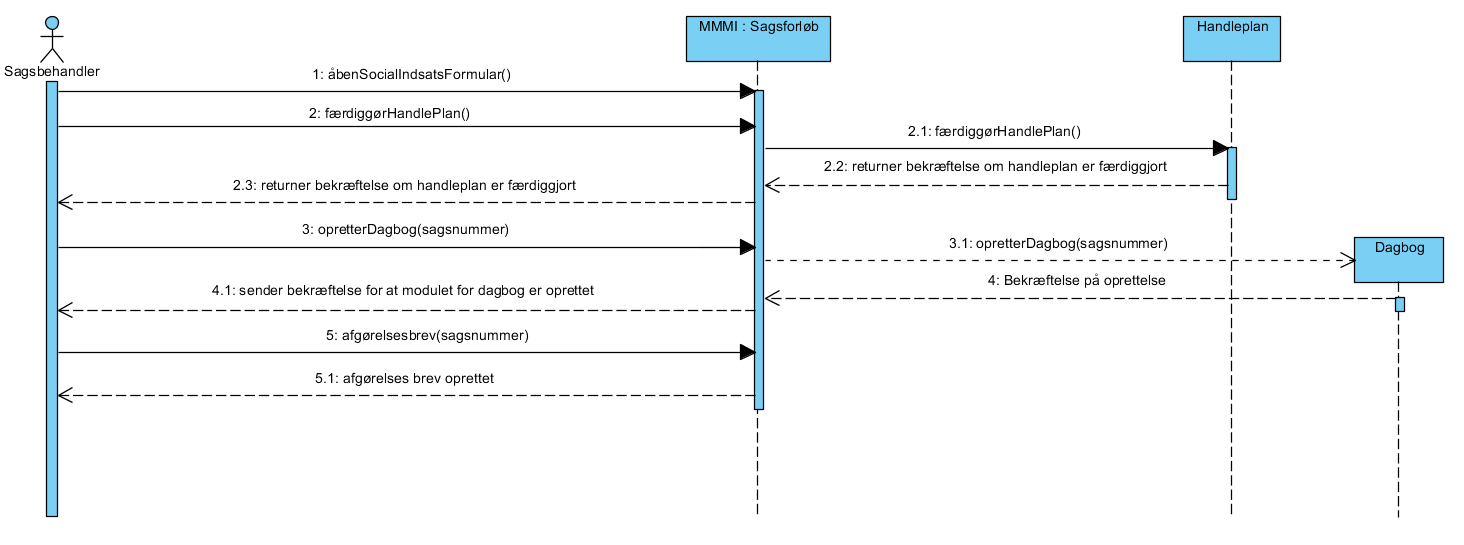 MMMI : Sagsforløb
Handleplan
Sagsbehandler
1: åbenSocialIndsatsFormular()
2: færdiggørHandlePlan()
2.1: færdiggørHandlePlan()
2.2: returner bekræftelse om handleplan er færdiggjort
2.3: returner bekræftelse om handleplan er færdiggjort
3: opretterDagbog(sagsnummer)
3.1: opretterDagbog(sagsnummer)
Dagbog
4: Bekræftelse på oprettelse
4.1: sender bekræftelse for at modulet for dagbog er oprettet
5: afgørelsesbrev(sagsnummer)
5.1: afgørelses brev oprettet